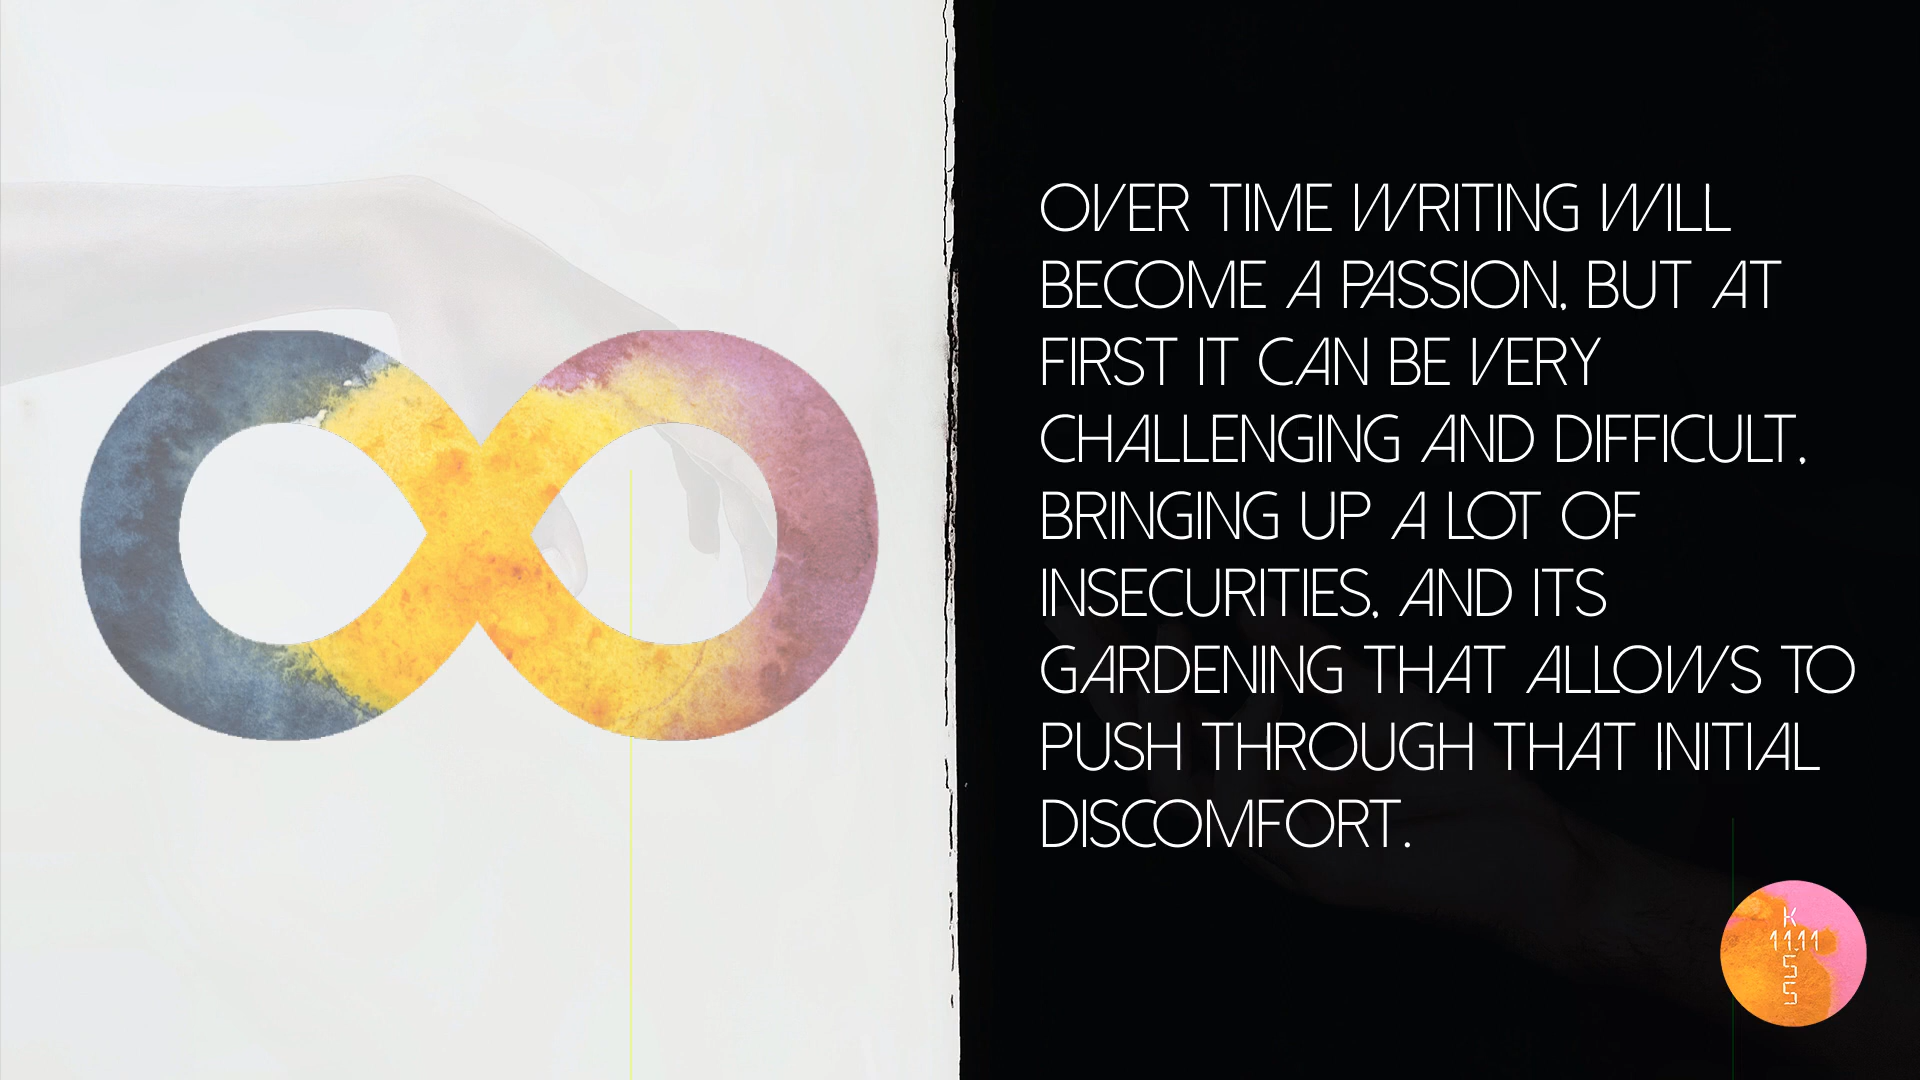 OVER TIME WRITING WILL
BECOME A PASSION, BUT AT
FIRST IT CAN BE VERY
CHALLENGING AND DIFFICULT,
BRINGING UP A LOT OF
INSECURITIES, AND ITS
GARDENING THAT ALLOWS TO
PUSH THROUGH THAT INITIAL
DISCOMFORT.
K
11:11
S
S